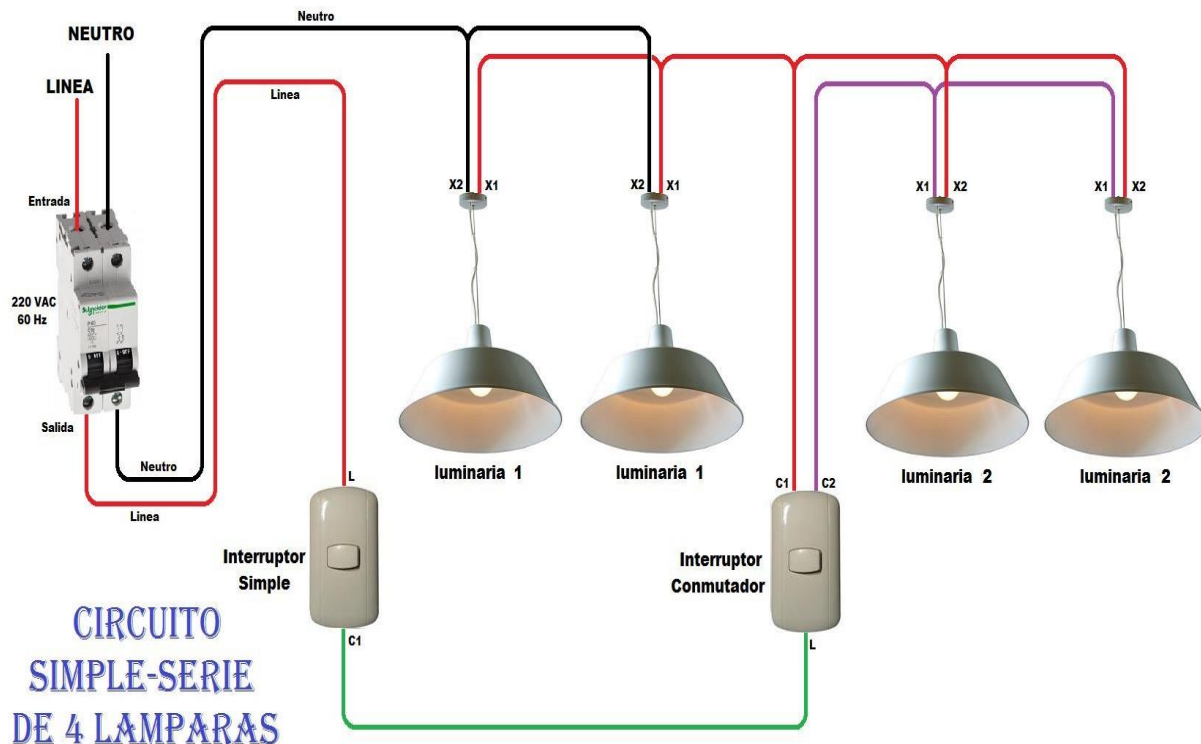 Neutro
NEUTRO
LINEA
Linea
Entrada
X2 X1
X2 X1
X1 X2
X1 X2
220 VAC
60 Hz
Schneider
Salida
Neutro
Linea
luminaria 1
luminaria 1
luminaria 2
luminaria 2
L
C1 C2
Interruptor
Simple
Interruptor
Conmutador
C1
L
CIRCUITO
SIMPLE-SERIE
DE 4 LAMPARAS